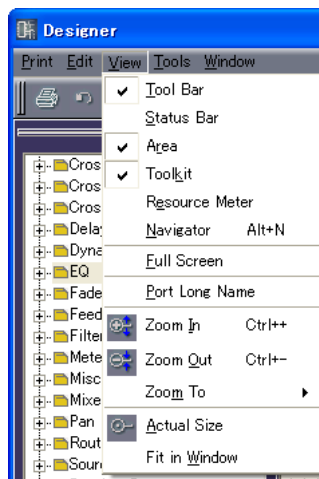 Designer
Print Edit View Tools Window
Tool Bar
Status Bar
Area
Toolkit
Resource Meter
Navigator Alt+N
Full Screen
Port Long Name
Zoom In Ctrl++
Zoom Out Ctrl+-
Zoom To
Actual Size
Fit in Window
Cros
Cros
Cros
Dela
Dyna
EQ
Fade
Feed
Filte
Mete
Misc
Mixe
Pan
Rout
Sour